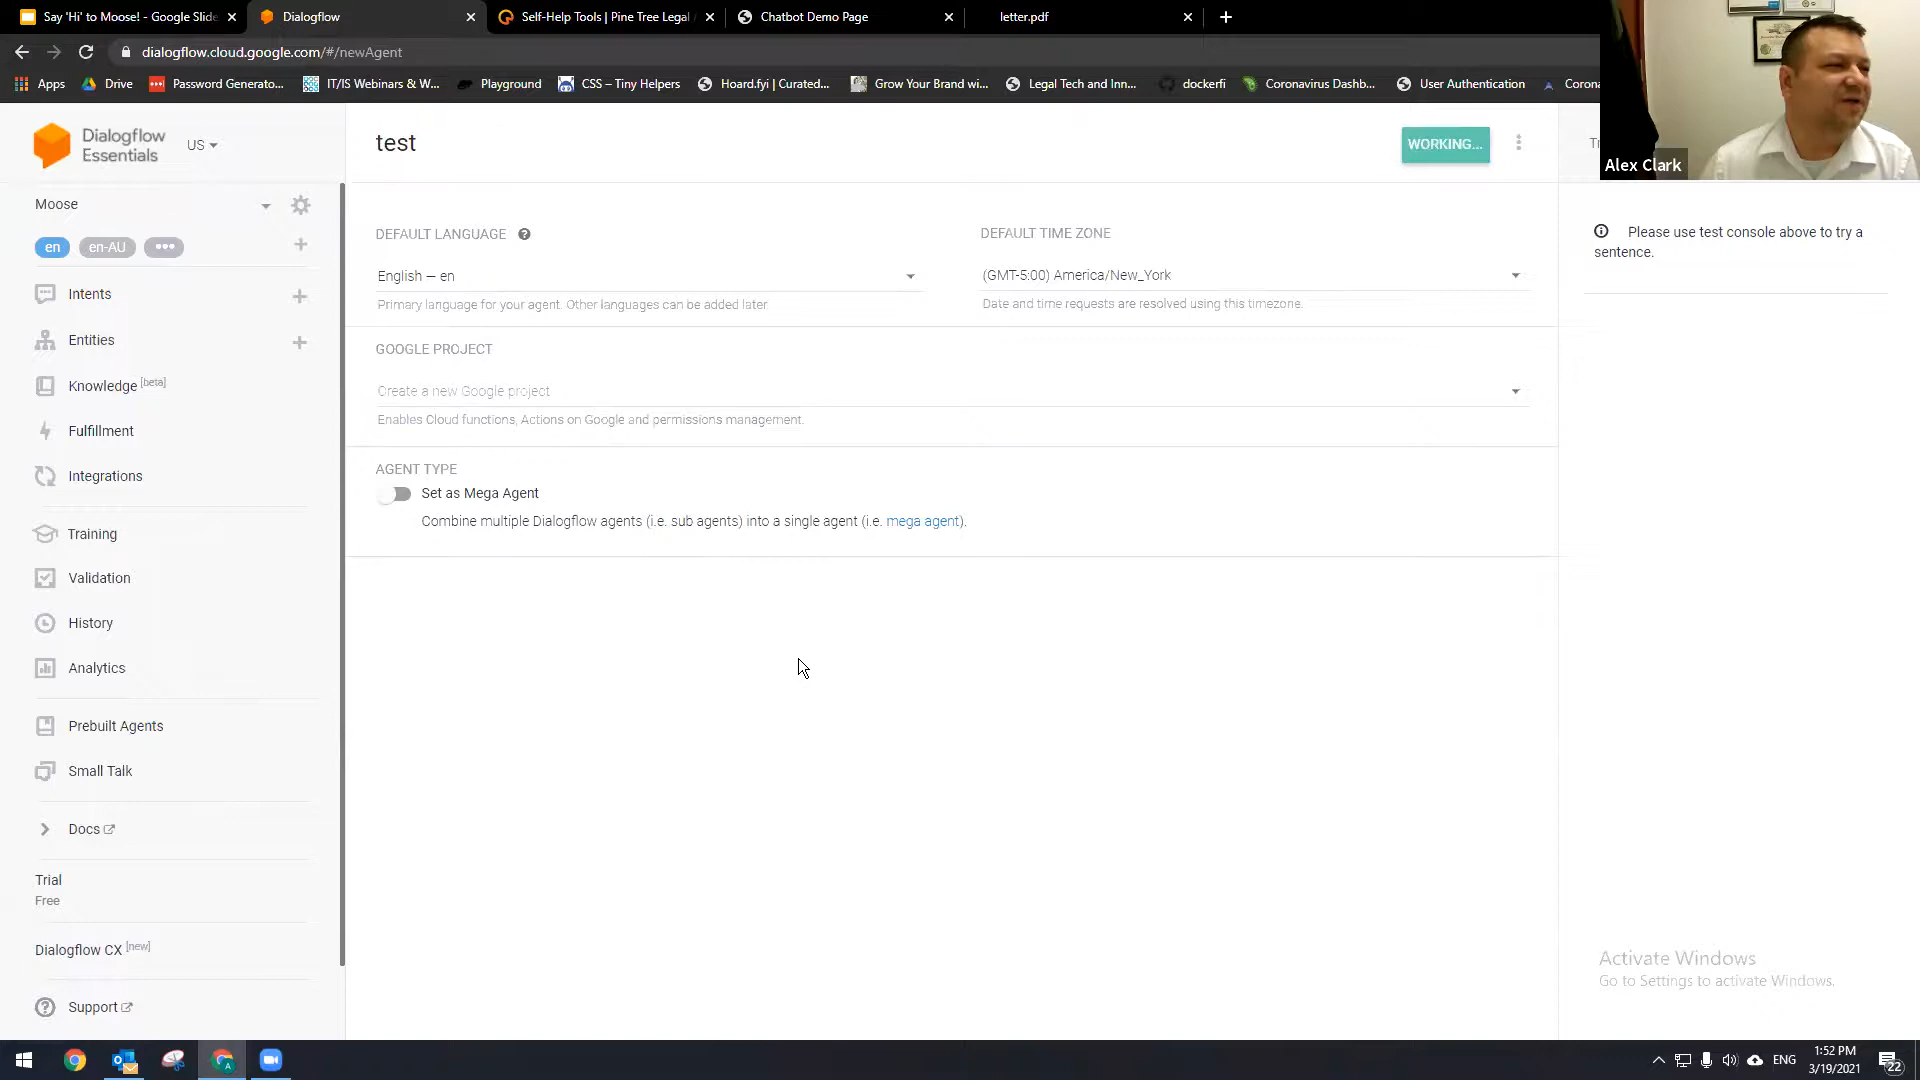 Say 'Hi' to Moose! - Google Slide
Dialogflow
Self-Help Tools | Pine Tree Legal
Chatbot Demo Page
letter.pdf
dialogflow.cloud.google.com/#/newAgent
Apps
Drive
Password Generato...
IT/IS Webinars & W...
Playground
CSS – Tiny Helpers
Hoard.fyi | Curated...
Grow Your Brand wi...
Legal Tech and Inn...
dockerfi
Coronavirus Dashb...
User Authentication
Corona
Dialogflow
Essentials
US
test
WORKING...
Alex Clark
Moose
en
en-AU
•••
DEFAULT LANGUAGE
DEFAULT TIME ZONE
English — en
(GMT-5:00) America/New_York
Primary language for your agent. Other languages can be added later.
Date and time requests are resolved using this timezone.
Please use test console above to try a
sentence.
Intents
Entities
Knowledge [beta]
Fulfillment
Integrations
GOOGLE PROJECT
Create a new Google project
Enables Cloud functions, Actions on Google and permissions management.
AGENT TYPE
Set as Mega Agent
Combine multiple Dialogflow agents (i.e. sub agents) into a single agent (i.e. mega agent).
Training
Validation
History
Analytics
Prebuilt Agents
Small Talk
Docs
Trial
Free
Dialogflow CX [new]
Support
Activate Windows
Go to Settings to activate Windows.
ENG
1:52 PM
3/19/2021
22